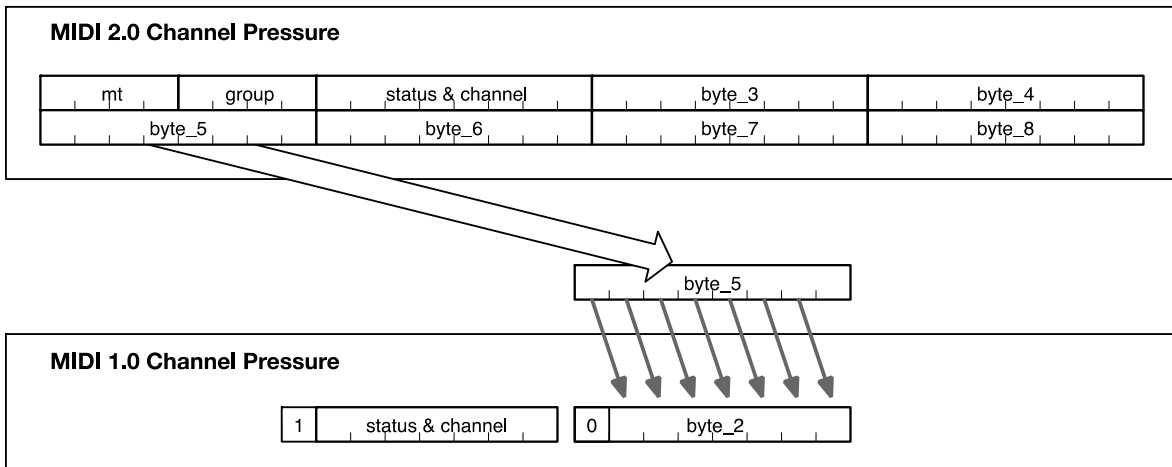 MIDI 2.0 Channel Pressure
mt group status & channel byte_3 byte_4
byte_5 byte_6 byte_7 byte_8
byte_5
MIDI 1.0 Channel Pressure
1 status & channel 0 byte_2